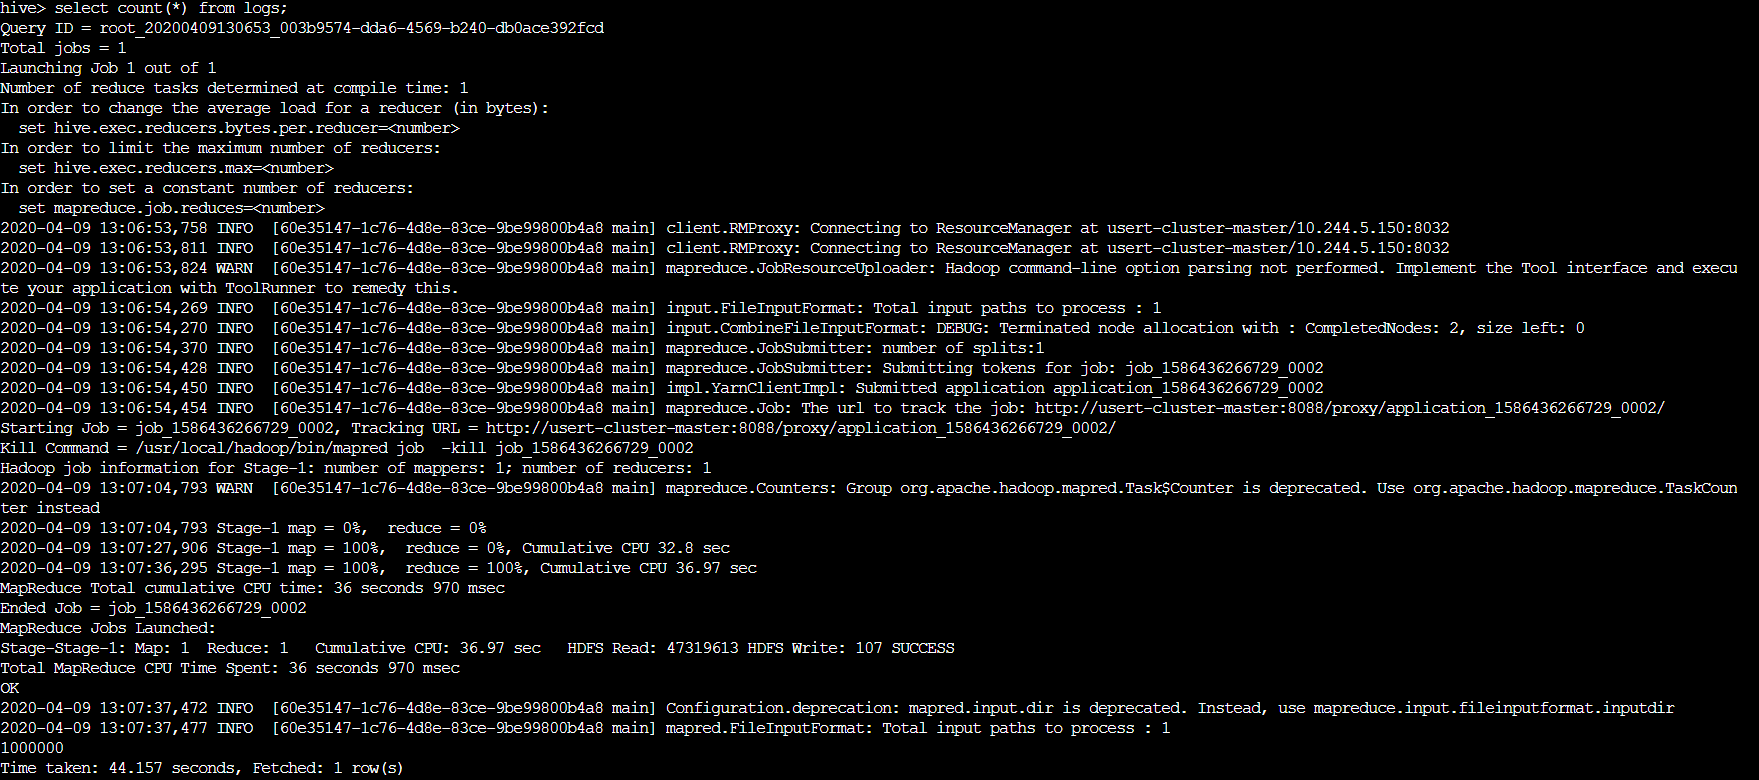 hive> select count(*) from logs;
Query ID = root_20200409130653_003b9574-dda6-4569-b240-db0ace392fcd
Total jobs = 1
Launching Job 1 out of 1
Number of reduce tasks determined at compile time: 1
In order to change the average load for a reducer (in bytes):
  set hive.exec.reducers.bytes.per.reducer=<number>
In order to limit the maximum number of reducers:
  set hive.exec.reducers.max=<number>
In order to set a constant number of reducers:
  set mapreduce.job.reduces=<number>
2020-04-09 13:06:53,758 INFO  [60e35147-1c76-4d8e-83ce-9be99800b4a8 main] client.RMProxy: Connecting to ResourceManager at usert-cluster-master/10.244.5.150:8032
2020-04-09 13:06:53,811 INFO  [60e35147-1c76-4d8e-83ce-9be99800b4a8 main] client.RMProxy: Connecting to ResourceManager at usert-cluster-master/10.244.5.150:8032
2020-04-09 13:06:53,824 WARN  [60e35147-1c76-4d8e-83ce-9be99800b4a8 main] mapreduce.JobResourceUploader: Hadoop command-line option parsing not performed. Implement the Tool interface and execu
te your application with ToolRunner to remedy this.
2020-04-09 13:06:54,269 INFO  [60e35147-1c76-4d8e-83ce-9be99800b4a8 main] input.FileInputFormat: Total input paths to process : 1
2020-04-09 13:06:54,270 INFO  [60e35147-1c76-4d8e-83ce-9be99800b4a8 main] input.CombineFileInputFormat: DEBUG: Terminated node allocation with : CompletedNodes: 2, size left: 0
2020-04-09 13:06:54,370 INFO  [60e35147-1c76-4d8e-83ce-9be99800b4a8 main] mapreduce.JobSubmitter: number of splits:1
2020-04-09 13:06:54,428 INFO  [60e35147-1c76-4d8e-83ce-9be99800b4a8 main] mapreduce.JobSubmitter: Submitting tokens for job: job_1586436266729_0002
2020-04-09 13:06:54,450 INFO  [60e35147-1c76-4d8e-83ce-9be99800b4a8 main] impl.YarnClientImpl: Submitted application application_1586436266729_0002
2020-04-09 13:06:54,454 INFO  [60e35147-1c76-4d8e-83ce-9be99800b4a8 main] mapreduce.Job: The url to track the job: http://usert-cluster-master:8088/proxy/application_1586436266729_0002/
Starting Job = job_1586436266729_0002, Tracking URL = http://usert-cluster-master:8088/proxy/application_1586436266729_0002/
Kill Command = /usr/local/hadoop/bin/mapred job  -kill job_1586436266729_0002
Hadoop job information for Stage-1: number of mappers: 1; number of reducers: 1
2020-04-09 13:07:04,793 WARN  [60e35147-1c76-4d8e-83ce-9be99800b4a8 main] mapreduce.Counters: Group org.apache.hadoop.mapred.Task$Counter is deprecated. Use org.apache.hadoop.mapreduce.TaskCoun
ter instead
2020-04-09 13:07:04,793 Stage-1 map = 0%,  reduce = 0%
2020-04-09 13:07:27,906 Stage-1 map = 100%,  reduce = 0%, Cumulative CPU 32.8 sec
2020-04-09 13:07:36,295 Stage-1 map = 100%,  reduce = 100%, Cumulative CPU 36.97 sec
MapReduce Total cumulative CPU time: 36 seconds 970 msec
Ended Job = job_1586436266729_0002
MapReduce Jobs Launched:
Stage-Stage-1: Map: 1  Reduce: 1   Cumulative CPU: 36.97 sec   HDFS Read: 47319613 HDFS Write: 107 SUCCESS
Total MapReduce CPU Time Spent: 36 seconds 970 msec
OK
2020-04-09 13:07:37,472 INFO  [60e35147-1c76-4d8e-83ce-9be99800b4a8 main] Configuration.deprecation: mapred.input.dir is deprecated. Instead, use mapreduce.input.fileinputformat.inputdir
2020-04-09 13:07:37,477 INFO  [60e35147-1c76-4d8e-83ce-9be99800b4a8 main] mapred.FileInputFormat: Total input paths to process : 1
1000000
Time taken: 44.157 seconds, Fetched: 1 row(s)